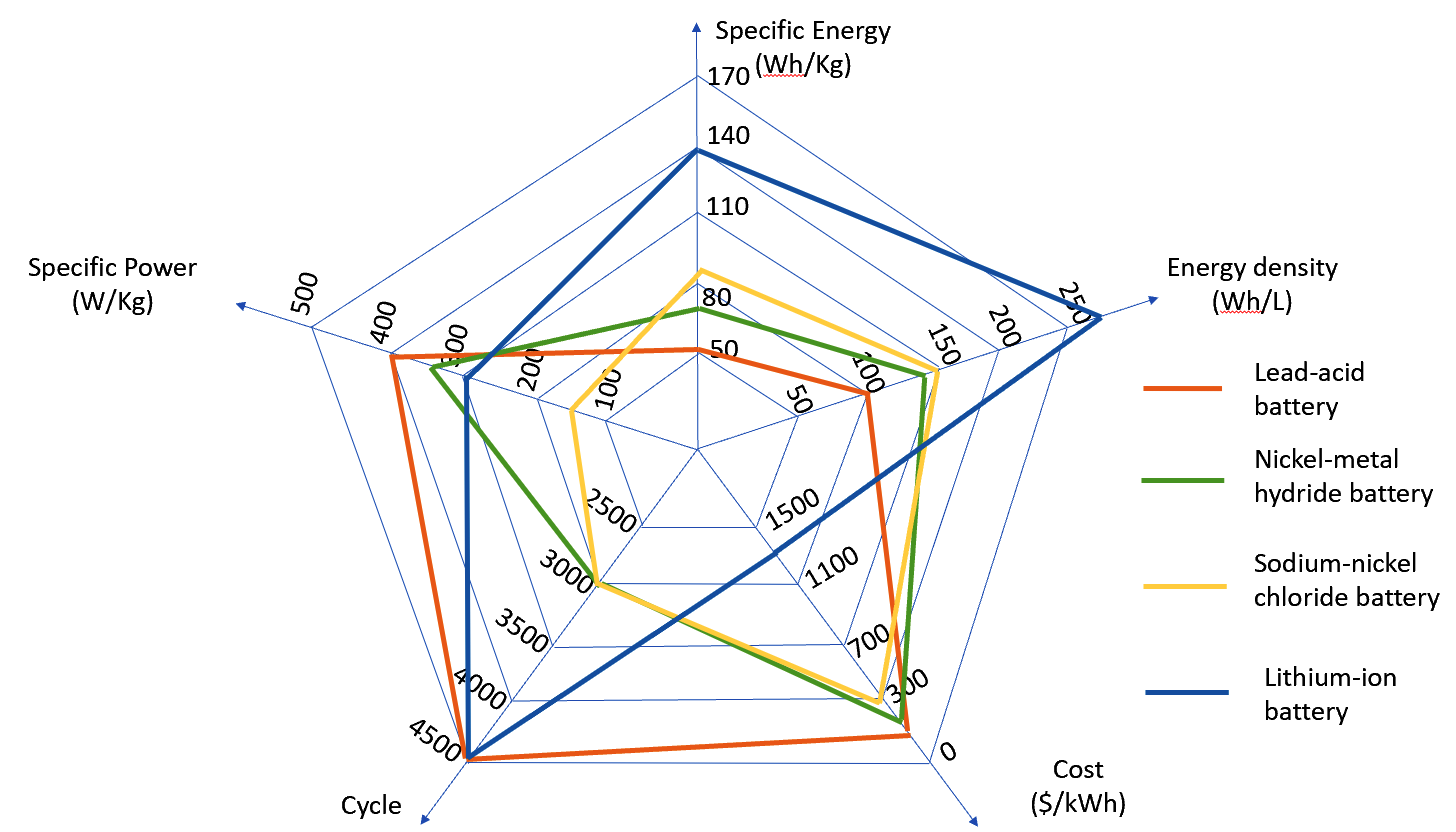 Specific Energy
(Wh/Kg)
170
140
110
80
50
Energy density
(Wh/L)
250
200
150
100
50
Specific Power
(W/Kg)
500
400
300
200
100
2500
3000
3500
4000
4500
Cycle
1500
1100
700
300
0
Cost
($/kWh)
Lead-acid
battery
Nickel-metal
hydride battery
Sodium-nickel
chloride battery
Lithium-ion
battery